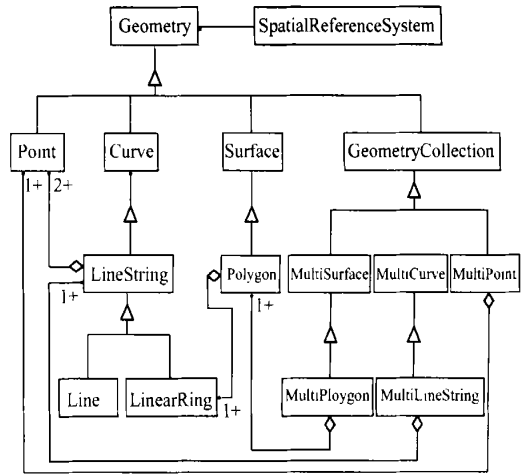 Geometry
SpatialReferenceSystem
Point
Curve
Surface
GeometryCollection
1+
2+
LineString
Polygon
MultiSurface
MultiCurve
MultiPoint
1+
1+
Line
LinearRing
1+
MultiPloygon
MultiLineString